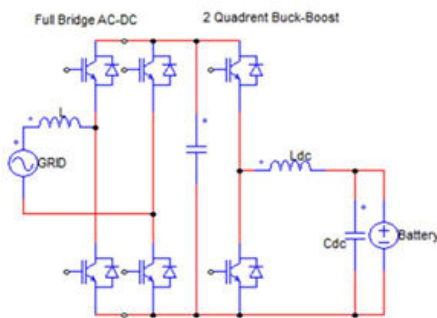 Full Bridge AC-DC
2 Quadrent Buck-Boost
L
GRID
Ldc
Cdc
Battery